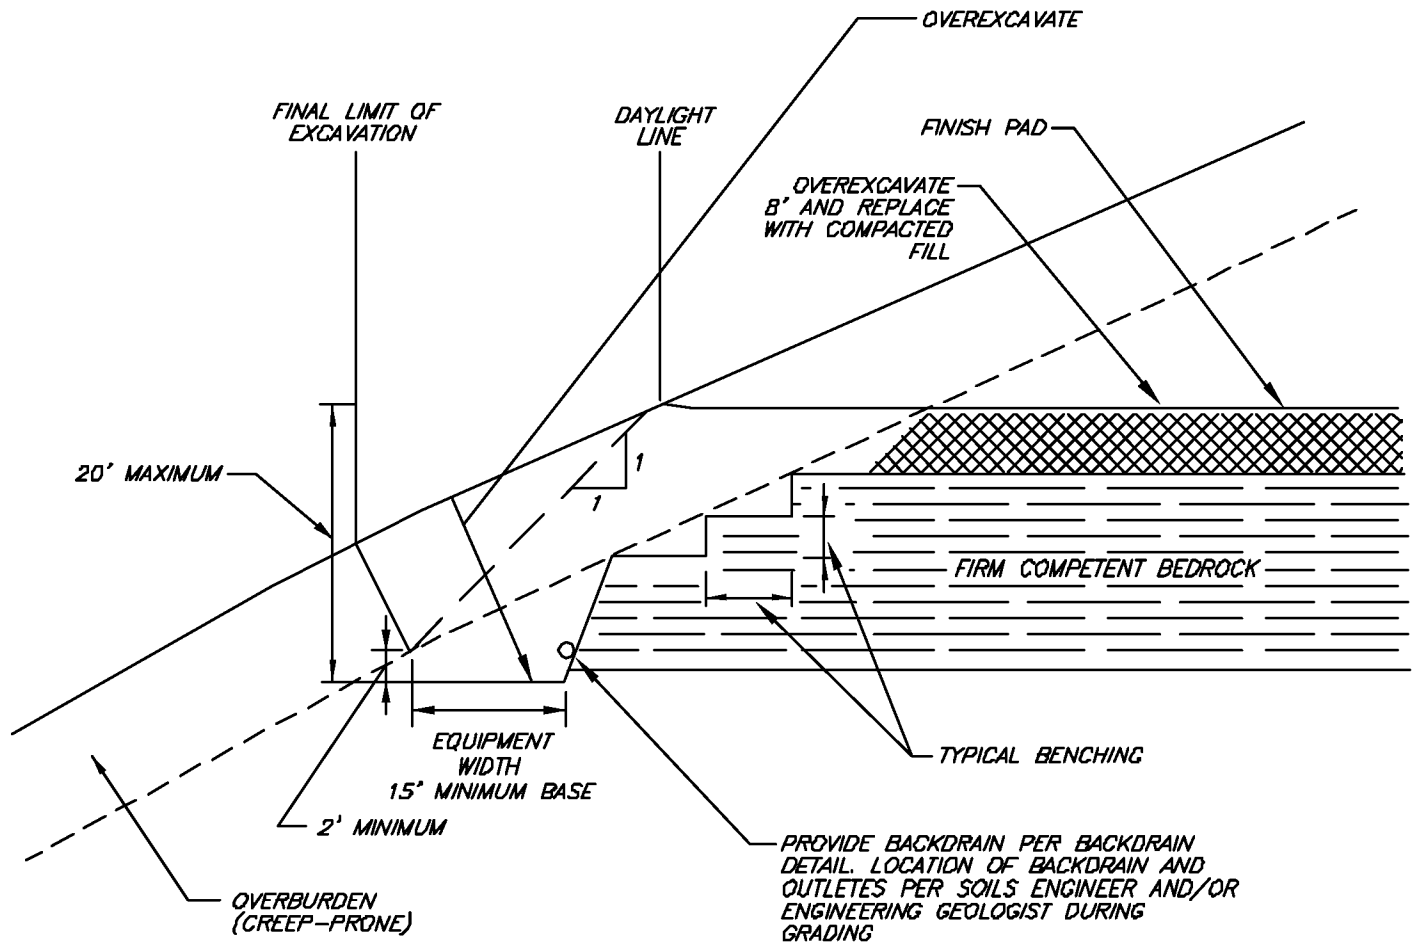 OVEREXCAVATE
FINAL LIMIT OF
EXCAVATION
DAYLIGHT
LINE
FINISH PAD
OVEREXCAVATE
8' AND REPLACE
WITH COMPACTED
FILL
20' MAXIMUM
1
1
FIRM COMPETENT BEDROCK
EQUIPMENT
WIDTH
15' MINIMUM BASE
TYPICAL BENCHING
2' MINIMUM
PROVIDE BACKDRAIN PER BACKDRAIN
DETAIL. LOCATION OF BACKDRAIN AND
OUTLETES PER SOILS ENGINEER AND/OR
ENGINEERING GEOLOGIST DURING
GRADING
OVERBURDEN
(CREEP-PRONE)